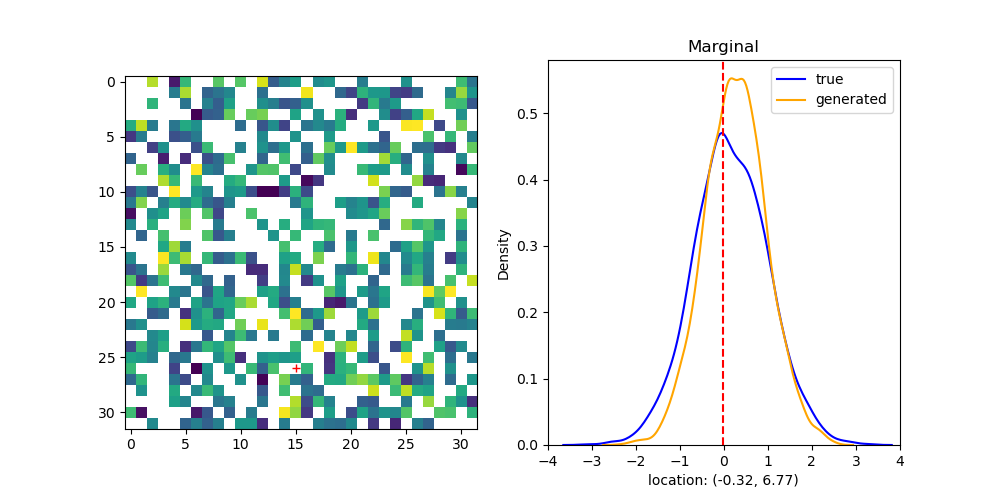 Marginal
true
generated
Density
0
5
10
15
20
25
30
0 5 10 15 20 25 30
0.5
0.4
0.3
0.2
0.1
0.0
−4 −3 −2 −1 0 1 2 3 4
location: (-0.32, 6.77)